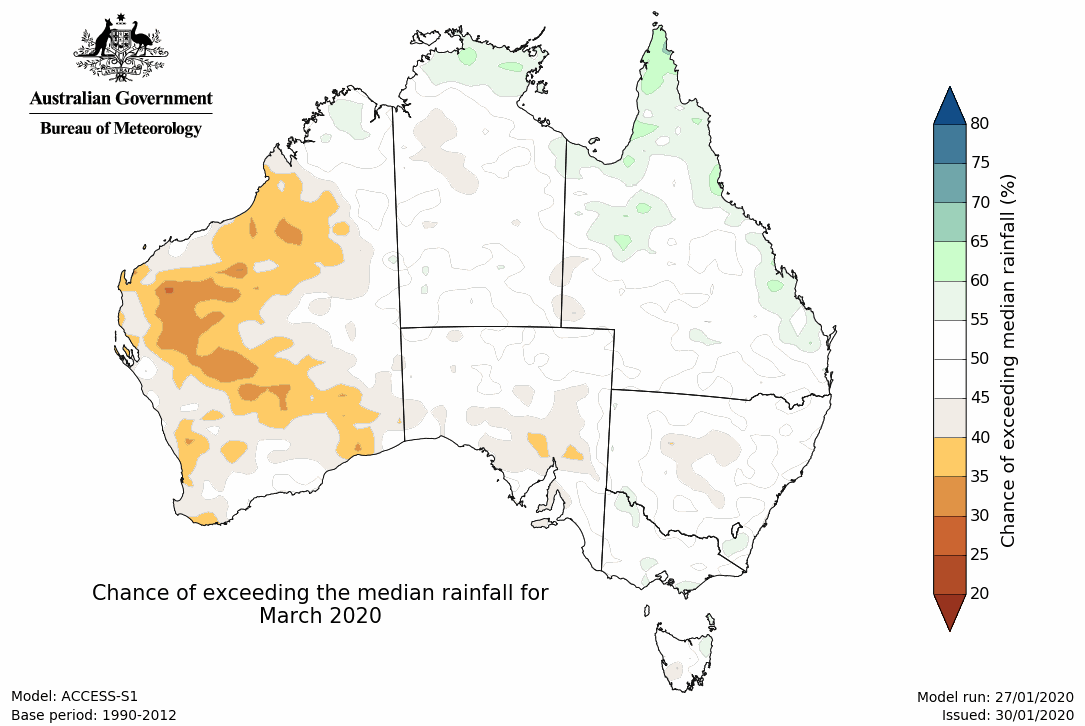 AUSTRALIA
Australian Government
Bureau of Meteorology
80
75
70
65
60
55
50
45
40
35
30
25
20
Chance of exceeding median rainfall (%)
Chance of exceeding the median rainfall for
March 2020
Model: ACCESS-S1
Base period: 1990-2012
Model run: 27/01/2020
Issued: 30/01/2020